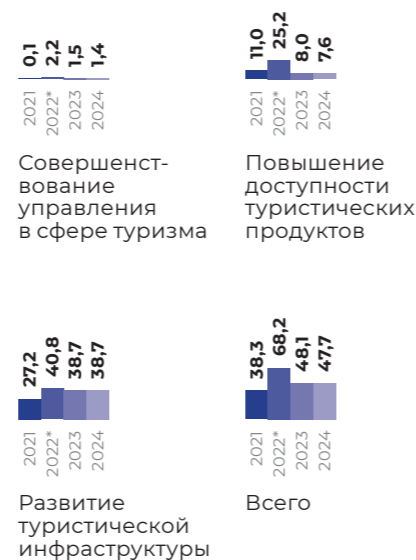 0,1
2,2
1,5
1,4
2021
2022*
2023
2024
Совершенст-
вование
управления
в сфере туризма
11,0
25,2
8,0
7,6
2021
2022*
2023
2024
Повышение
доступности
туристических
продуктов
27,2
40,8
38,7
38,7
2021
2022*
2023
2024
Развитие
туристической
инфраструктуры
38,3
68,2
48,1
47,7
2021
2022*
2023
2024
Всего